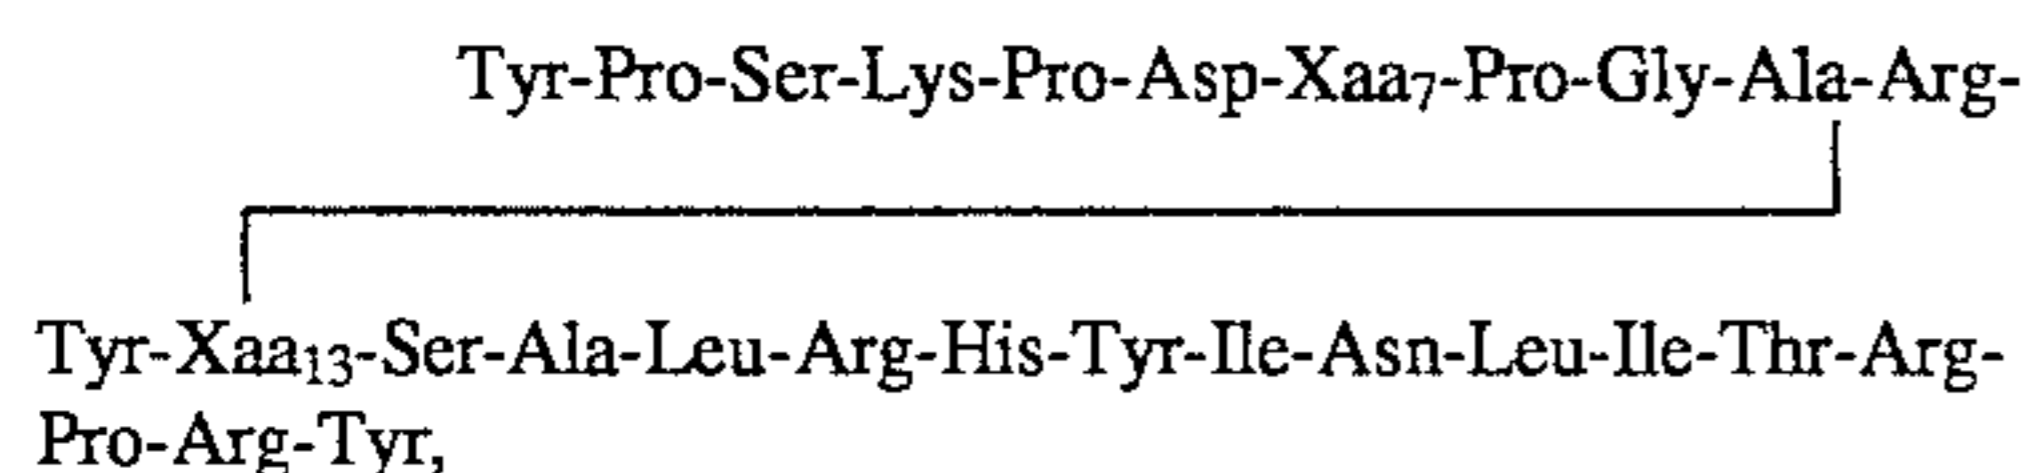 Tyr-Pro-Ser-Lys-Pro-Asp-Xaa₇-Pro-Gly-Ala-Arg-
Tyr-Xaa₁₃-Ser-Ala-Leu-Arg-His-Tyr-Ile-Asn-Leu-Ile-Thr-Arg-
Pro-Arg-Tyr,